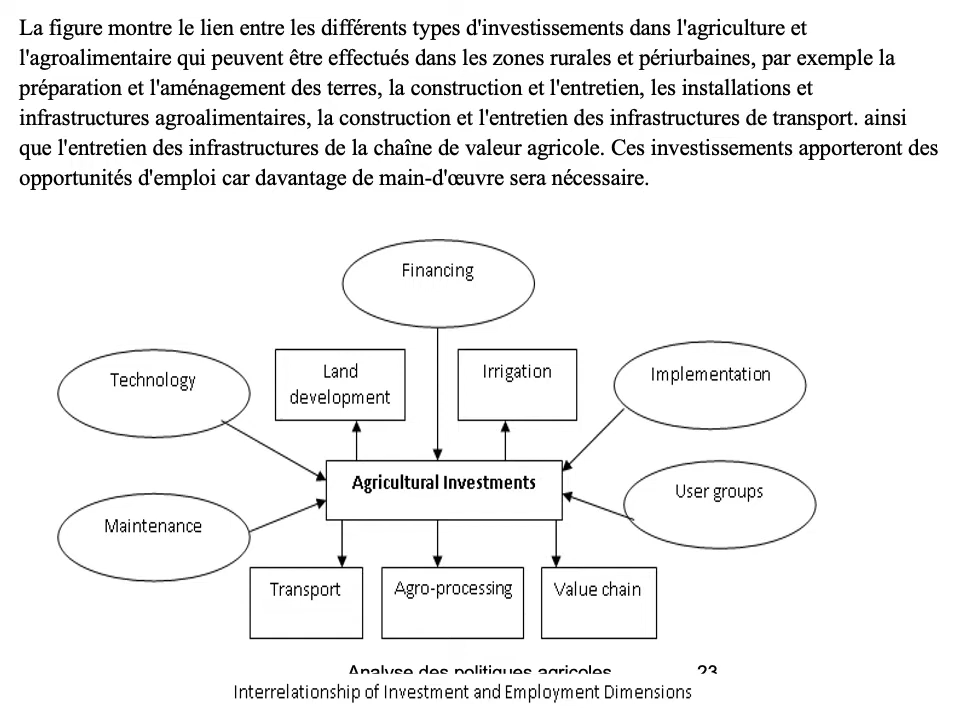 La figure montre le lien entre les différents types d'investissements dans l'agriculture et
l'agroalimentaire qui peuvent être effectués dans les zones rurales et périurbaines, par exemple la
préparation et l'aménagement des terres, la construction et l'entretien, les installations et
infrastructures agroalimentaires, la construction et l'entretien des infrastructures de transport. ainsi
que l'entretien des infrastructures de la chaîne de valeur agricole. Ces investissements apporteront des
opportunités d'emploi car davantage de main-d'œuvre sera nécessaire.
Financing
Technology
Land
development
Irrigation
Implementation
Agricultural Investments
User groups
Maintenance
Transport
Agro-processing
Value chain
Analyse des politiques agricoles 23
Interrelationship of Investment and Employment Dimensions